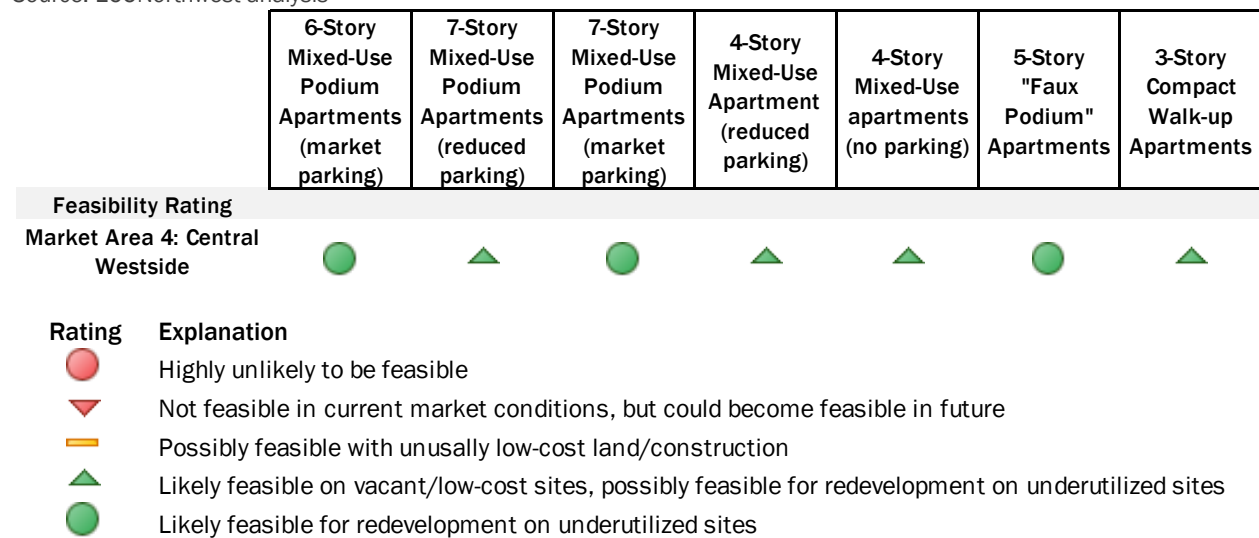 Source: ECONorthwest analysis
6-Story
Mixed-Use
Podium
Apartments
(market
parking)
7-Story
Mixed-Use
Podium
Apartments
(reduced
parking)
7-Story
Mixed-Use
Podium
Apartments
(market
parking)
4-Story
Mixed-Use
Apartment
(reduced
parking)
4-Story
Mixed-Use
apartments
(no parking)
5-Story
"Faux
Podium"
Apartments
3-Story
Compact
Walk-up
Apartments
Feasibility Rating
Market Area 4: Central
Westside
Rating Explanation
Highly unlikely to be feasible
Not feasible in current market conditions, but could become feasible in future
Possibly feasible with unusally low-cost land/construction
Likely feasible on vacant/low-cost sites, possibly feasible for redevelopment on underutilized sites
Likely feasible for redevelopment on underutilized sites